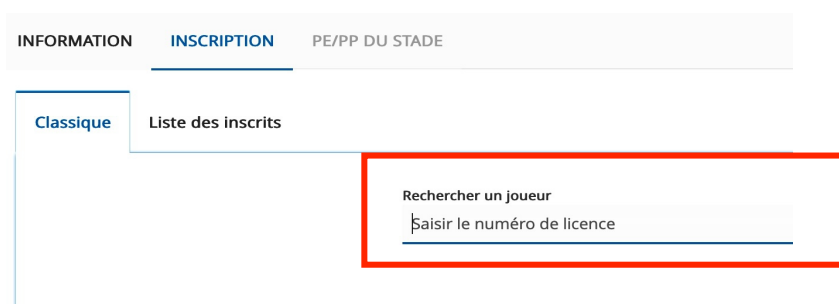 INFORMATION INSCRIPTION PE/PP DU STADE
Classique Liste des inscrits
Rechercher un joueur
Saisir le numéro de licence